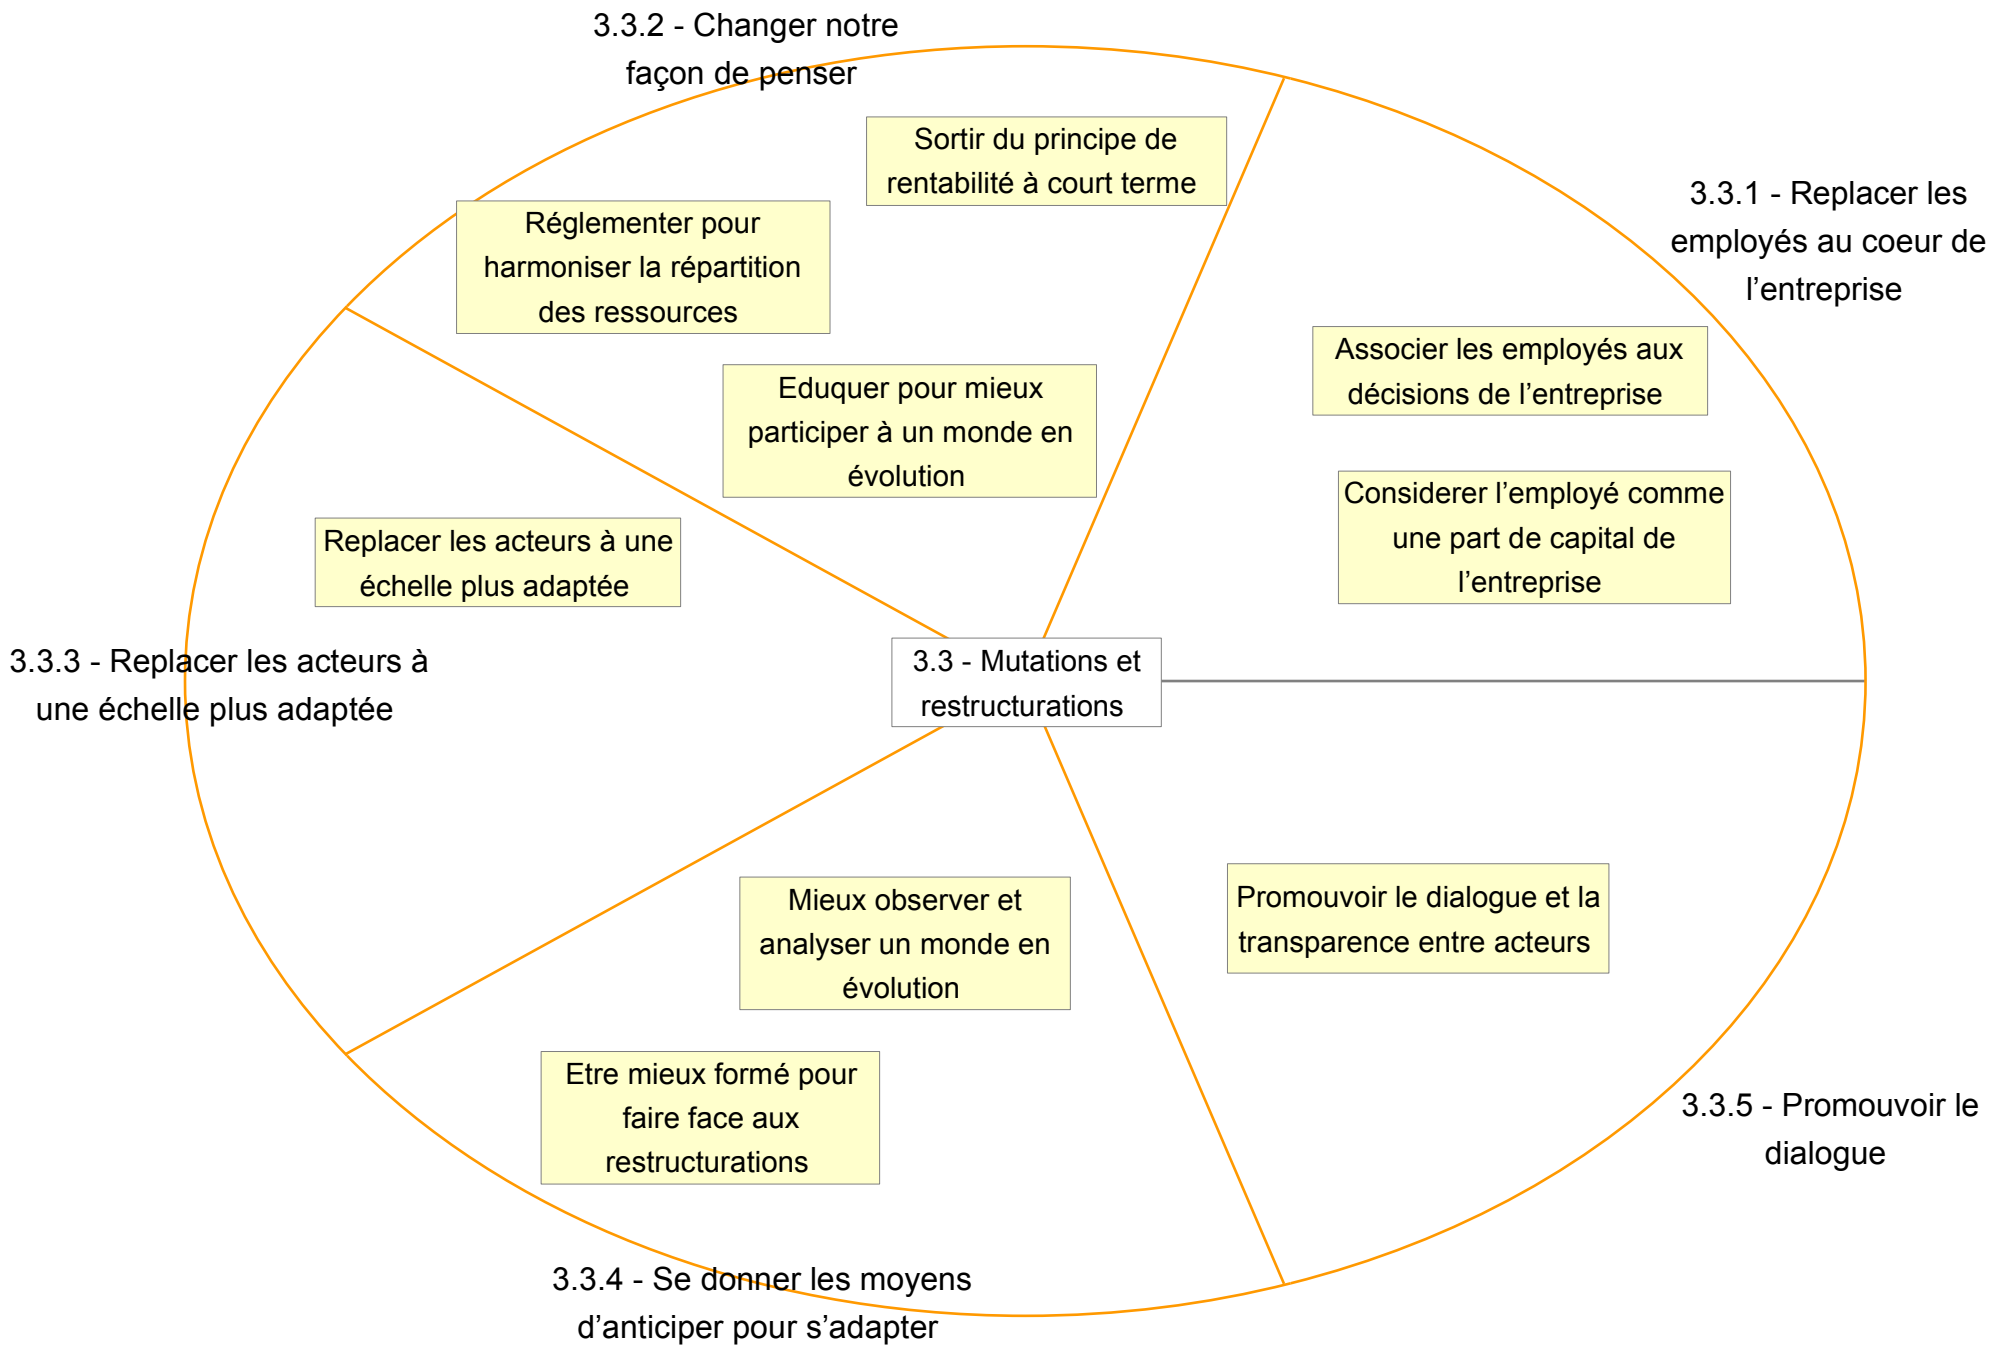 3.3.2 - Changer notre
façon de penser
Sortir du principe de
rentabilité à court terme
3.3.1 - Replacer les
employés au coeur de
l’entreprise
Réglementer pour
harmoniser la répartition
des ressources
Associer les employés aux
décisions de l’entreprise
Eduquer pour mieux
participer à un monde en
évolution
Considerer l’employé comme
une part de capital de
l’entreprise
Replacer les acteurs à une
échelle plus adaptée
3.3.3 - Replacer les acteurs à
une échelle plus adaptée
3.3 - Mutations et
restructurations
Mieux observer et
analyser un monde en
évolution
Promouvoir le dialogue et la
transparence entre acteurs
Etre mieux formé pour
faire face aux
restructurations
3.3.5 - Promouvoir le
dialogue
3.3.4 - Se donner les moyens
d’anticiper pour s’adapter